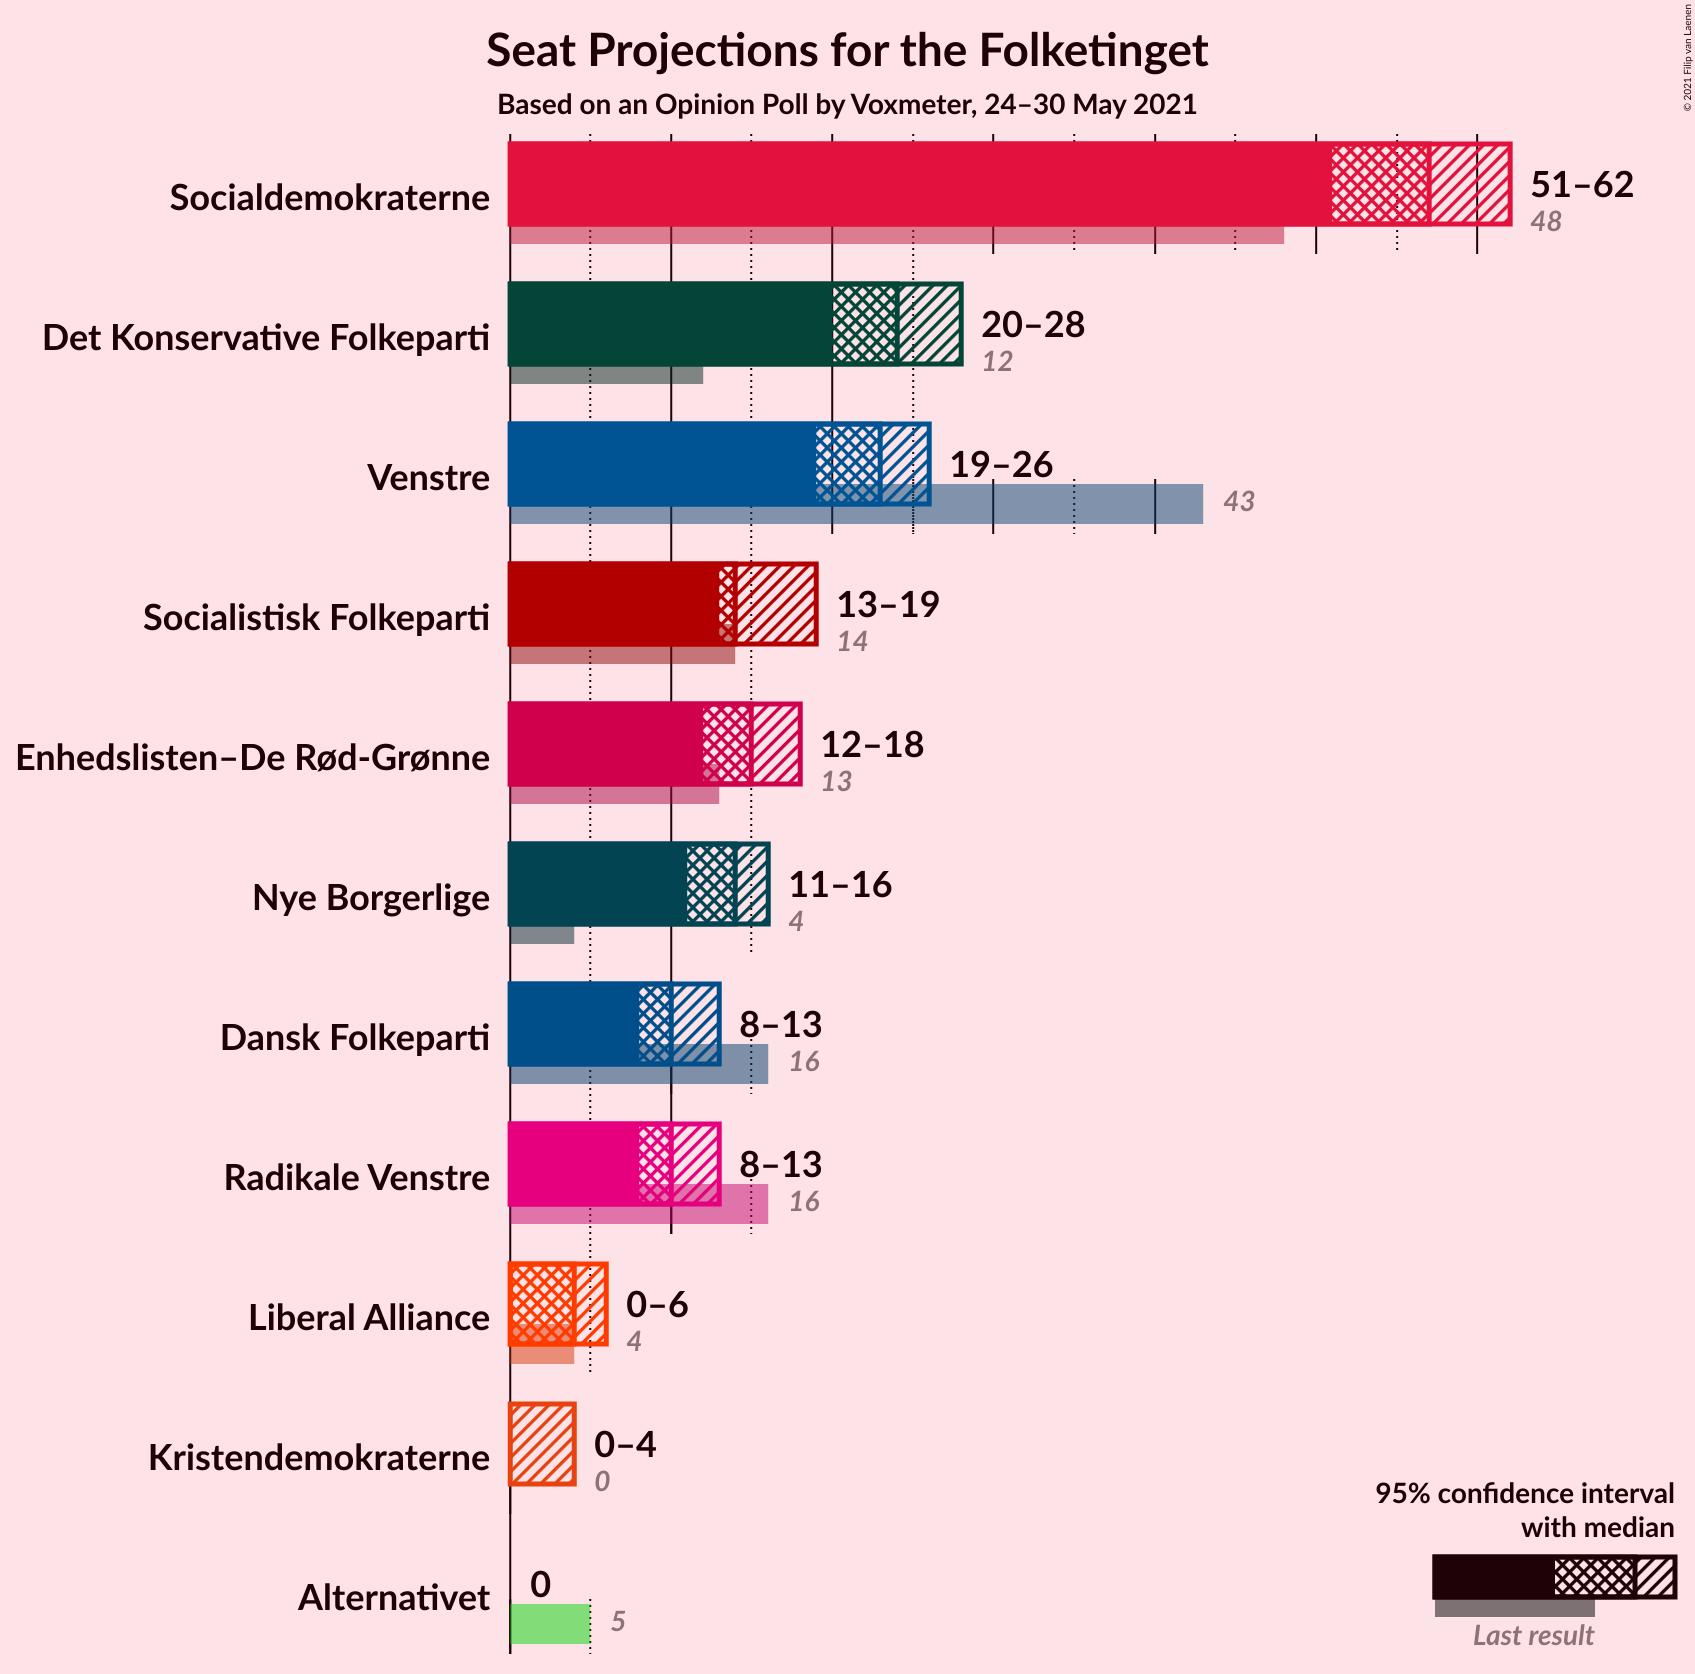 Seat Projections for the Folketinget
Based on an Opinion Poll by Voxmeter, 24–30 May 2021
© 2021 Filip van Laenen
Socialdemokraterne
51–62
48
Det Konservative Folkeparti
20–28
12
Venstre
19–26
43
Socialistisk Folkeparti
13–19
14
Enhedslisten–De Rød-Grønne
12–18
13
Nye Borgerlige
11–16
4
Dansk Folkeparti
8–13
16
Radikale Venstre
8–13
16
Liberal Alliance
0–6
4
Kristendemokraterne
0–4
0
Alternativet
0
5
95% confidence interval
with median
Last result